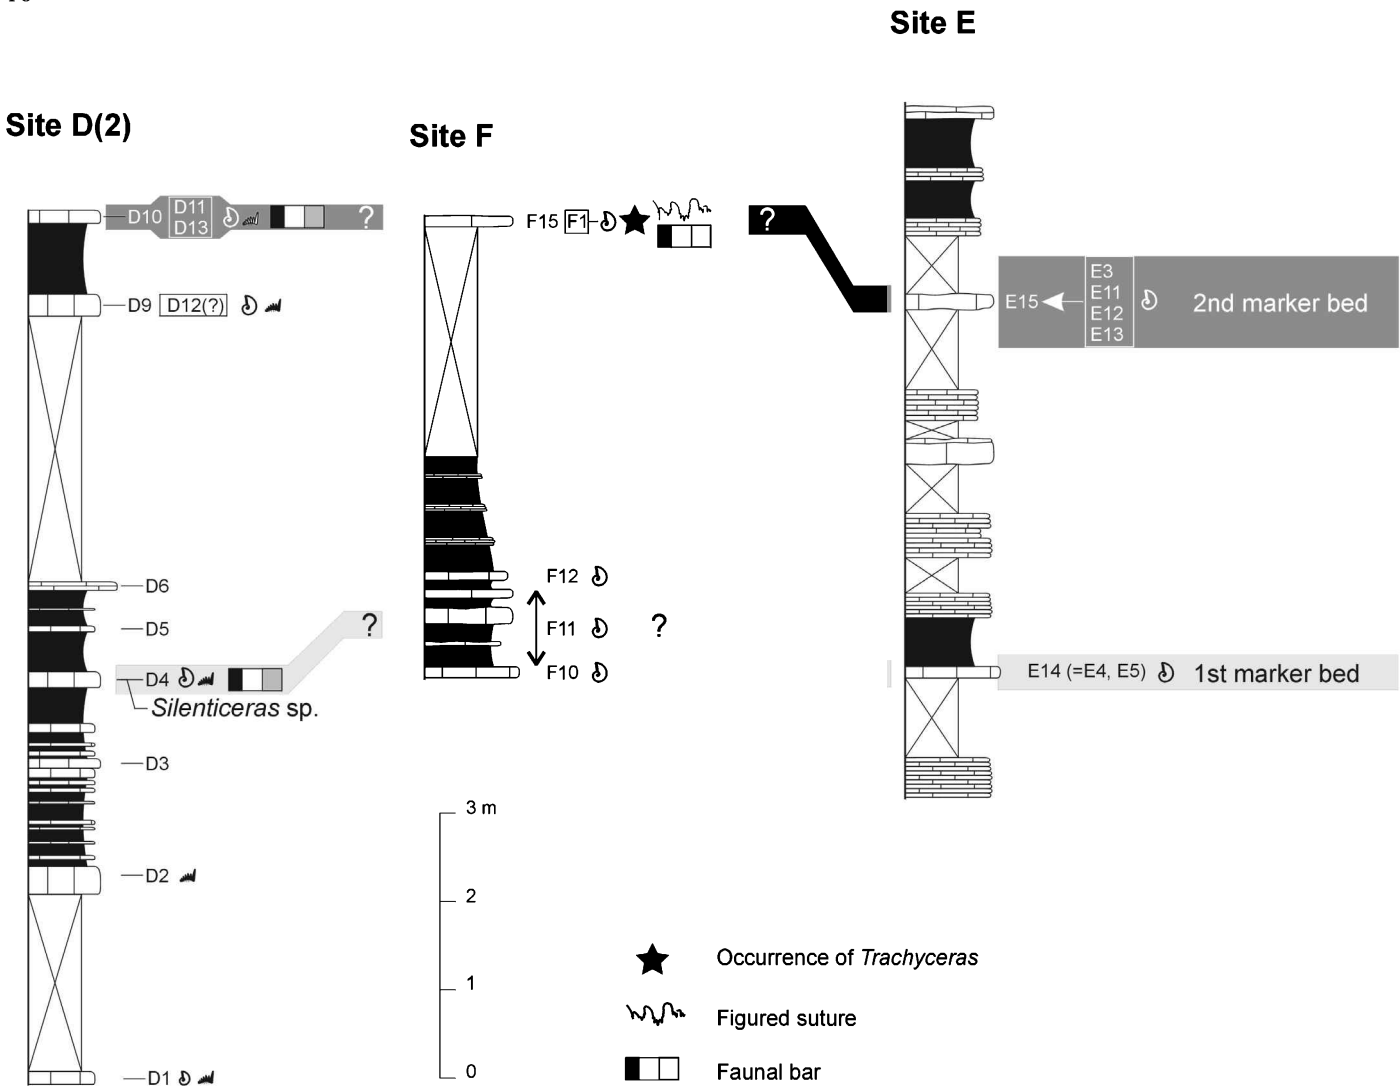 Site E
Site D(2)
Site F
D10
D11
D13
?
F15
F1
?
D9
D12(?)
E15
E3
E11
E12
E13
2nd marker bed
D6
D5
?
D4
Silenticeras sp.
F12
F11
?
F10
E14 (=E4, E5)
1st marker bed
D3
D2
D1
3 m
2
1
0
Occurrence of Trachyceras
Figured suture
Faunal bar